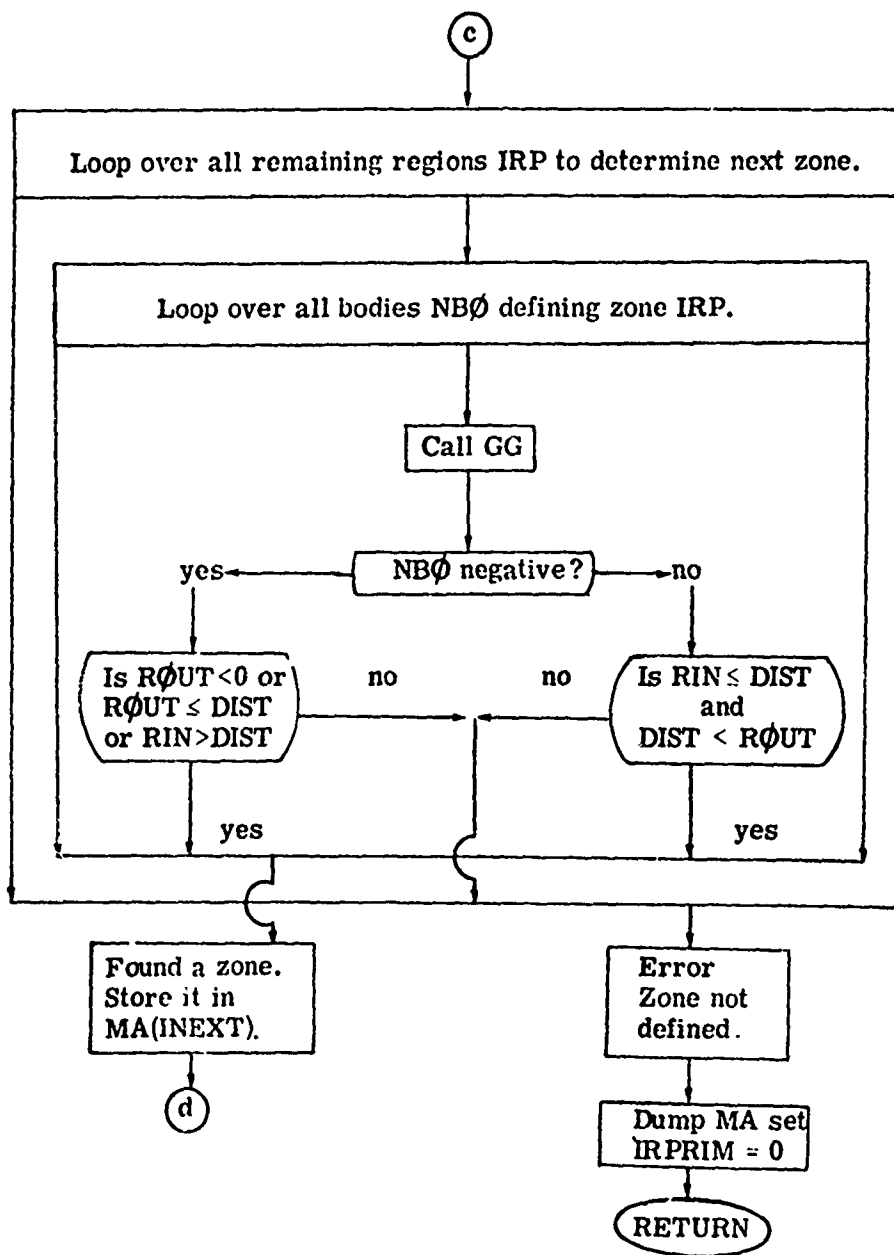 c
Loop over all remaining regions IRP to determine next zone.
Loop over all bodies NBØ defining zone IRP.
Call GG
yes
NBØ negative?
no
Is RØUT<0 or
RØUT ≤ DIST
or RIN>DIST
no
no
Is RIN ≤ DIST
and
DIST < RØUT
yes
yes
Found a zone.
Store it in
MA(INEXT).
d
Error
Zone not
defined.
Dump MA set
IRPRIM = 0
RETURN